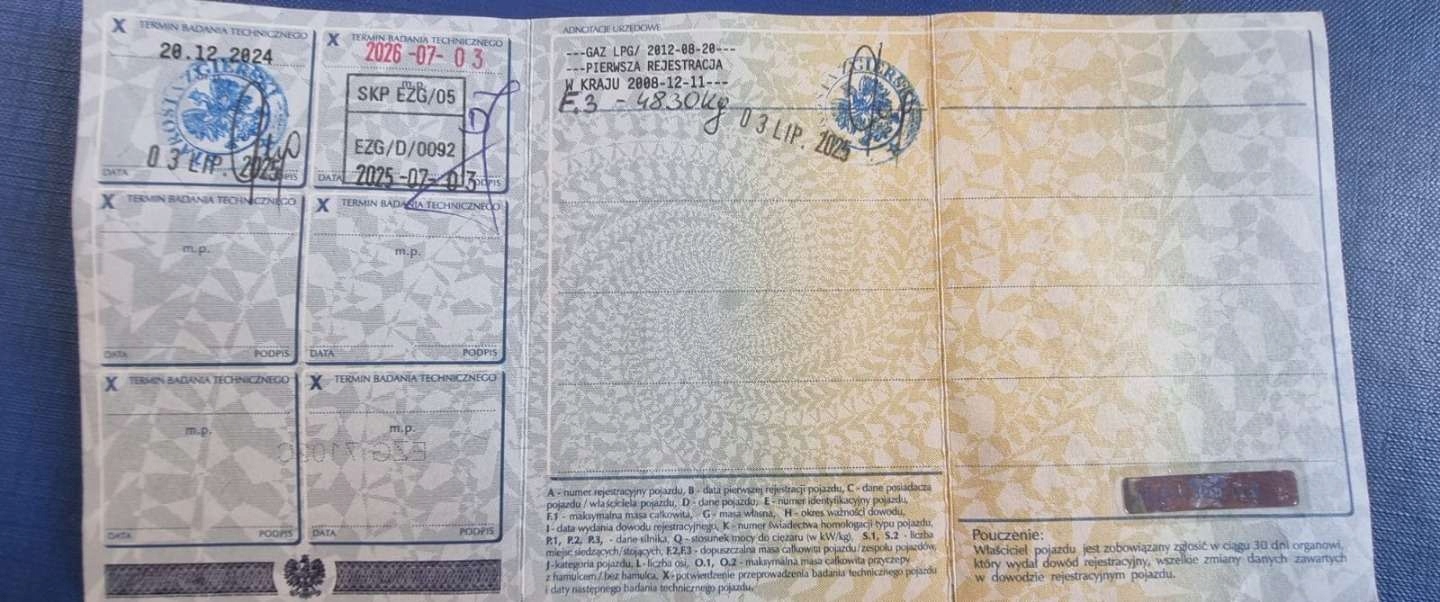 X TERMIN BADANIA TECHNICZNEGO
20.12.2024
03 LIP. 2025
DATA
PODPIS
X TERMIN BADANIA TECHNICZNEGO
2026-07-03
m.p.
SKP EZG/05
EZG/D/0092
2025-07-03
DATA
PODPIS
X TERMIN BADANIA TECHNICZNEGO
m.p.
DATA PODPIS
X TERMIN BADANIA TECHNICZNEGO
m.p.
DATA PODPIS
X TERMIN BADANIA TECHNICZNEGO
m.p.
DATA PODPIS
X TERMIN BADANIA TECHNICZNEGO
m.p.
DATA PODPIS
ADNOTACJE URZĘDOWE
---GAZ LPG/ 2012-08-20---
---PIERWSZA REJESTRACJA
W KRAJU 2008-12-11---
F.3 - 4830kg
03 LIP. 2025
A - numer rejestracyjny pojazdu, B - data pierwszej rejestracji pojazdu, C - dane posiadacza
pojazdu / właściciela pojazdu, D - dane pojazdu, E - numer identyfikacyjny pojazdu,
F.1 - maksymalna masa całkowita, G - masa własna, H - okres ważności dowodu,
I - data wydania dowodu rejestracyjnego, K - numer świadectwa homologacji typu pojazdu,
P.1, P.2, P.3, - dane silnika, Q - stosunek mocy do ciężaru (w kW/kg), S.1, S.2 - liczba
miejsc siedzących/stojących, F.2,F.3 - dopuszczalna masa całkowita pojazdu/zespołu pojazdów,
J-kategoria pojazdu, L- liczba osi, O.1, O.2 - maksymalna masa całkowita przyczepy
z hamulcem/bez hamulca, X- potwierdzenie przeprowadzenia badania technicznego pojazdu
i daty następnego badania technicznego pojazdu.
Pouczenie:
Właściciel pojazdu jest zobowiązany zgłosić w ciągu 30 dni organowi,
który wydał dowód rejestracyjny, wszelkie zmiany danych zawartych
w dowodzie rejestracyjnym pojazdu.